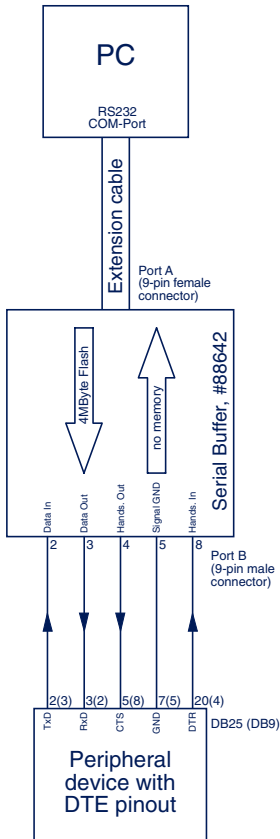 PC
RS232
COM-Port
Extension cable
Port A
(9-pin female
connector)
4MByte Flash
no memory
Serial Buffer, #88642
Data In
Data Out
Hands. Out
Signal GND
Hands. In
2
3
4
5
8
Port B
(9-pin male
connector)
2(3)
3(2)
5(8)
7(5)
20(4)
TxD
RxD
CTS
GND
DTR
DB25 (DB9)
Peripheral
device with
DTE pinout